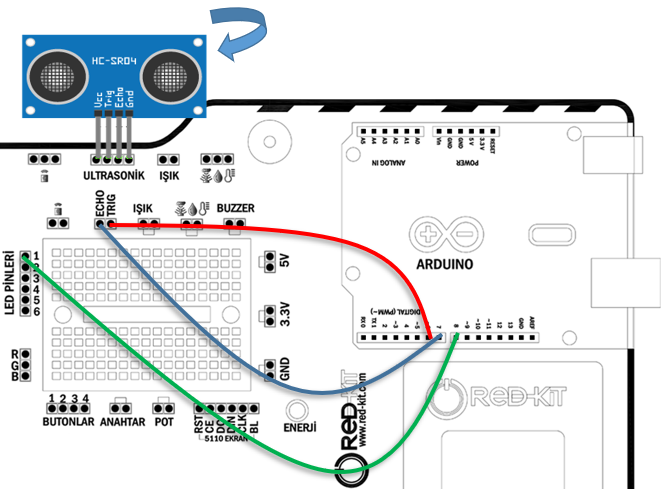 HC-SR04
Vcc
Trig
Echo
Gnd
ULTRASONİK
IŞIK
ECHO
TRIG
IŞIK
BUZZER
A5
A4
A3
A2
A1
A0
ANALOG IN
Vin
GND
GND
5 V
3.3 V
RESET
POWER
ARDUINO
LED PİNLERİ
1
2
3
4
5
6
5V
3.3V
GND
DIGITAL (PWM ~)
RX 0
TX 1
2
~3
4
~5
7
8
~9
~10
~11
12
13
GND
AREF
R
G
B
1 2 3 4
BUTONLAR
ANAHTAR
POT
RST
CE
DC
DIN
CLK
BL
5110 EKRAN
ENERJİ
ReD-KiT
www.red-kit.com
ReD-KiT